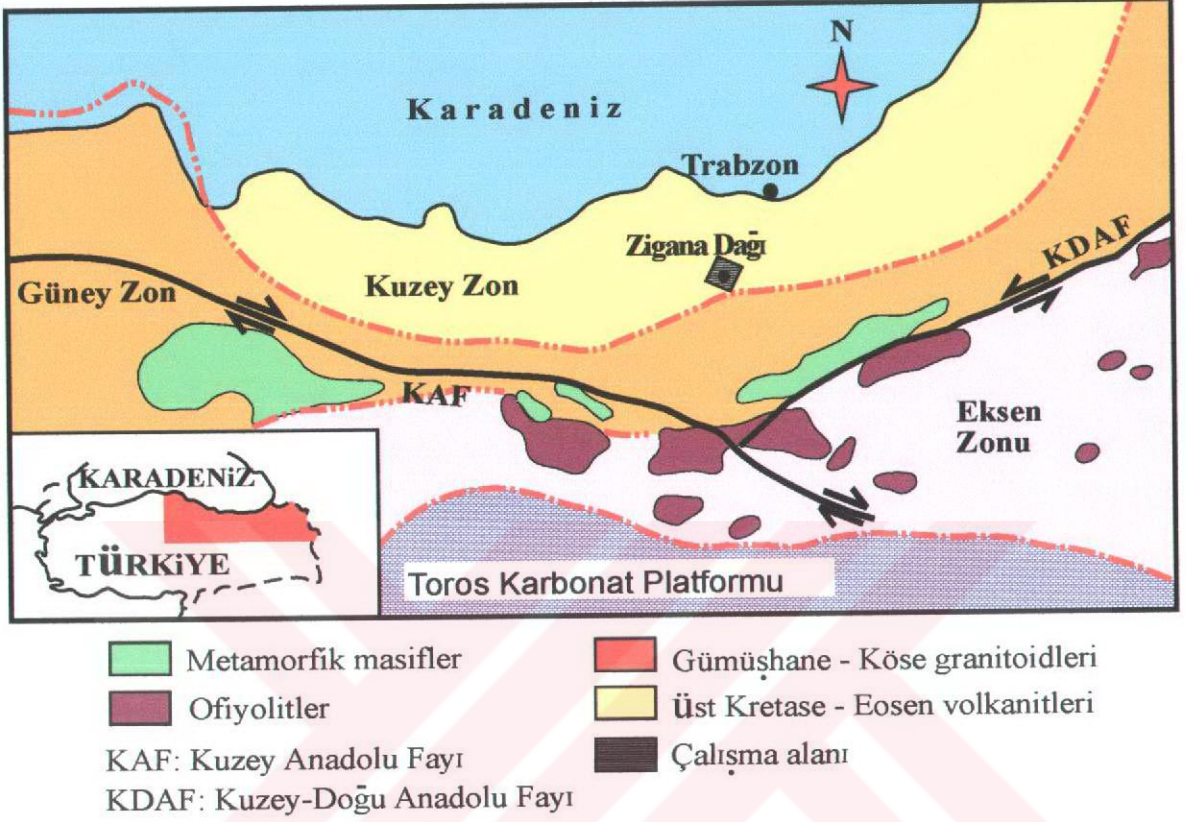 N
Karadeniz
Trabzon
Zigana Dağı
KDAF
Güney Zon
Kuzey Zon
KAF
Eksen
Zonu
KARADENiZ
TÜRKiYE
Toros Karbonat Platformu
Metamorfik masifler
Gümüşhane - Köse granitoidleri
Ofiyolitler
Üst Kretase - Eosen volkanitleri
KAF: Kuzey Anadolu Fayı
Çalışma alanı
KDAF: Kuzey-Doğu Anadolu Fayı